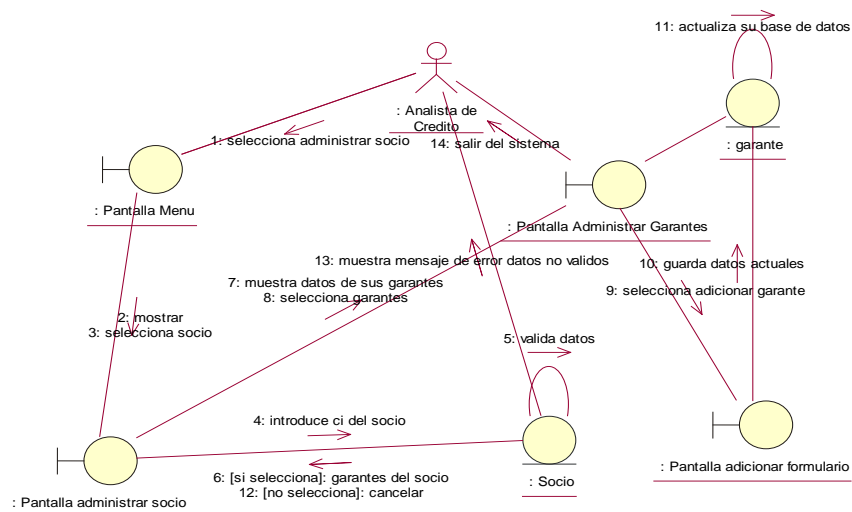 11: actualiza su base de datos
: Analista de
Credito
1: selecciona administrar socio
14: salir del sistema
: garante
: Pantalla Menu
: Pantalla Administrar Garantes
13: muestra mensaje de error datos no validos
10: guarda datos actuales
7: muestra datos de sus garantes
8: selecciona garantes
9: selecciona adicionar garante
2: mostrar
3: selecciona socio
5: valida datos
4: introduce ci del socio
: Pantalla adicionar formulario
6: [si selecciona]: garantes del socio
: Socio
12: [no selecciona]: cancelar
: Pantalla administrar socio